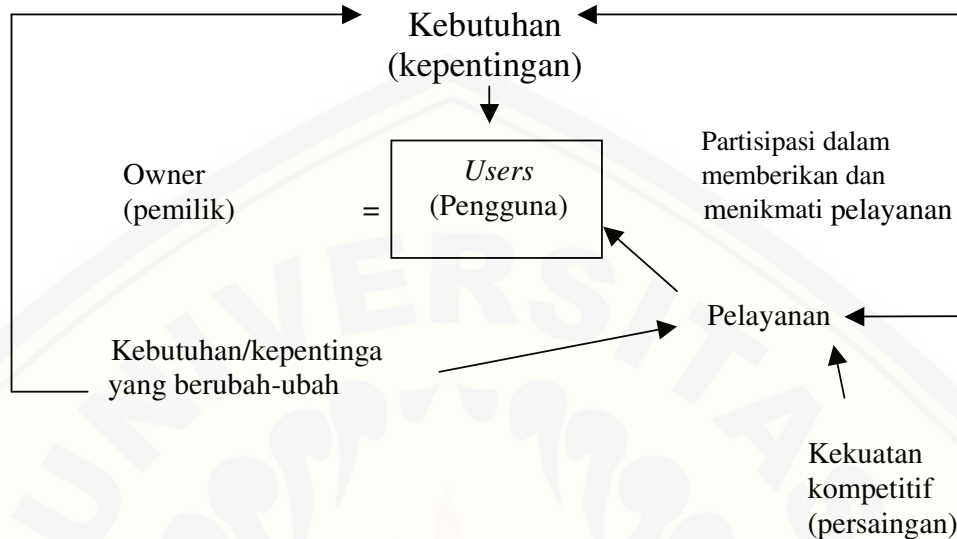 Kebutuhan
(kepentingan)
Owner
(pemilik)
=
Users
(Pengguna)
Partisipasi dalam
memberikan dan
menikmati pelayanan
Pelayanan
Kebutuhan/kepentinga
yang berubah-ubah
Kekuatan
kompetitif
(persaingan)
UNIVERSITAS